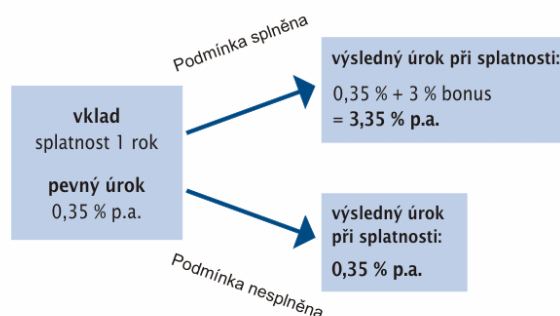 Podmínka splněna
výsledný úrok při splatnosti:
0,35 % + 3 % bonus
= 3,35 % p.a.
vklad
splatnost 1 rok
pevný úrok
0,35 % p.a.
výsledný úrok
při splatnosti:
0,35 % p.a.
Podmínka nesplněna